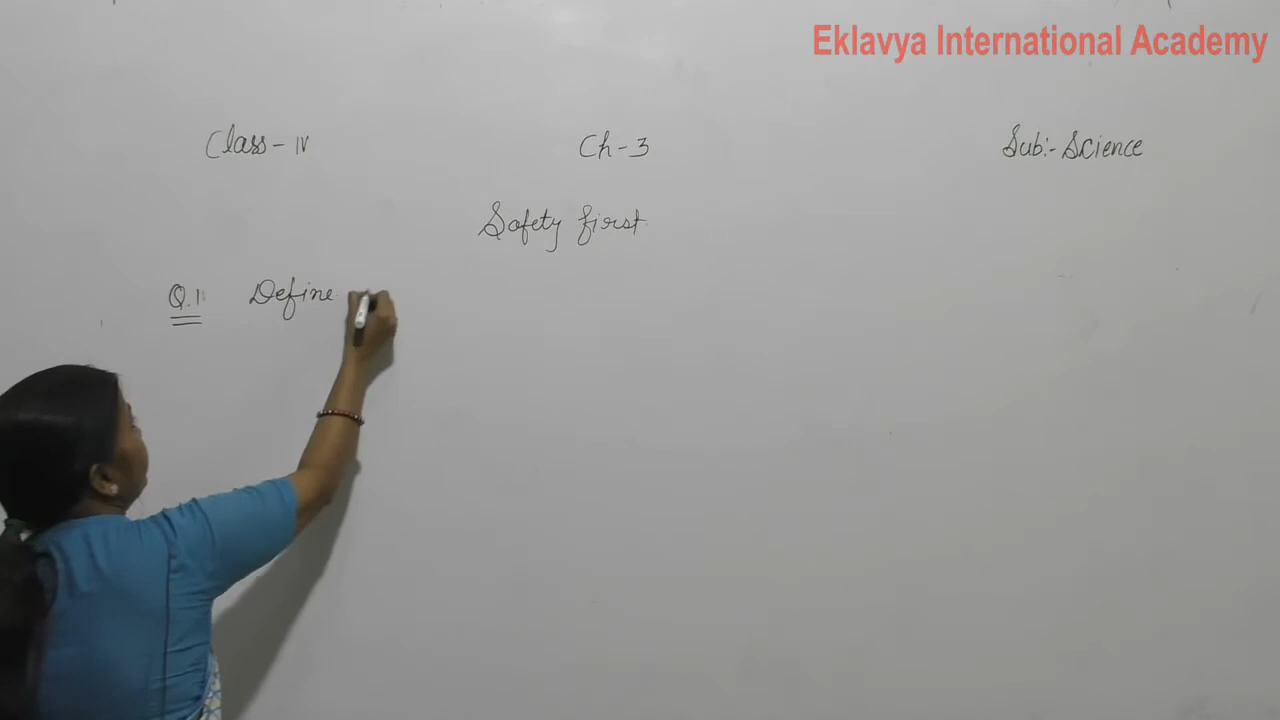 Eklavya International Academy
Class - IV Ch - 3 Sub:- Science
Safety first
Q.1 Define